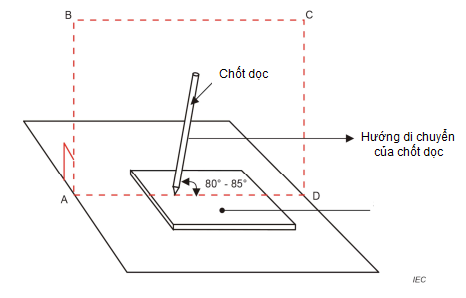 B
C
Chốt dọc
Hướng di chuyển
của chốt dọc
80° - 85°
A
D
IEC